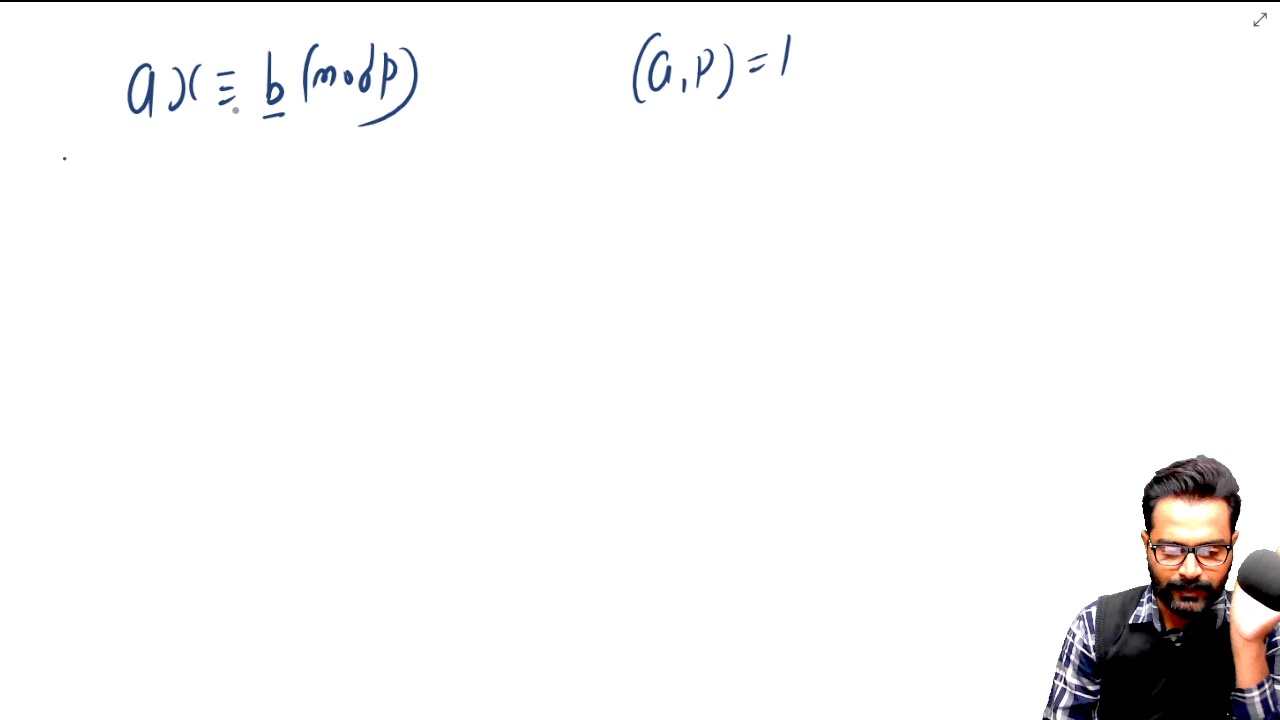 ax ≡ b (mod p) (a, p) = 1